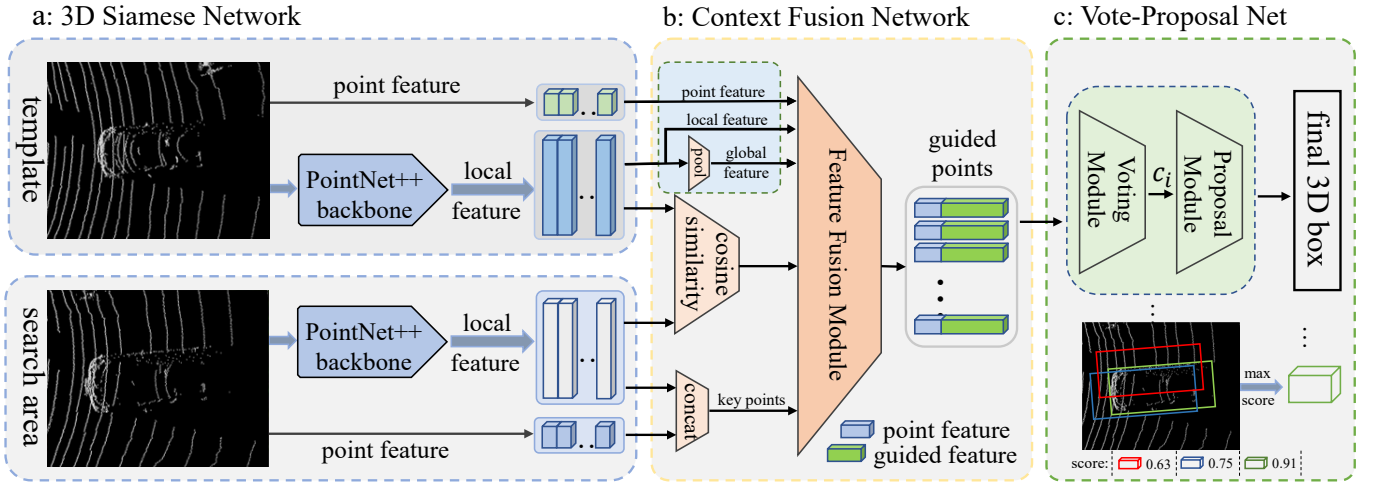 a: 3D Siamese Network
template
point feature
PointNet++
backbone
local
feature
search area
PointNet++
backbone
local
feature
point feature
b: Context Fusion Network
point feature
local feature
pool
global
feature
cosine
similarity
concat
key points
Feature Fusion Module
guided
points
point feature
guided feature
c: Vote-Proposal Net
Voting
Module
c_i
Proposal
Module
final 3D box
max
score
score: 0.63 0.75 0.91